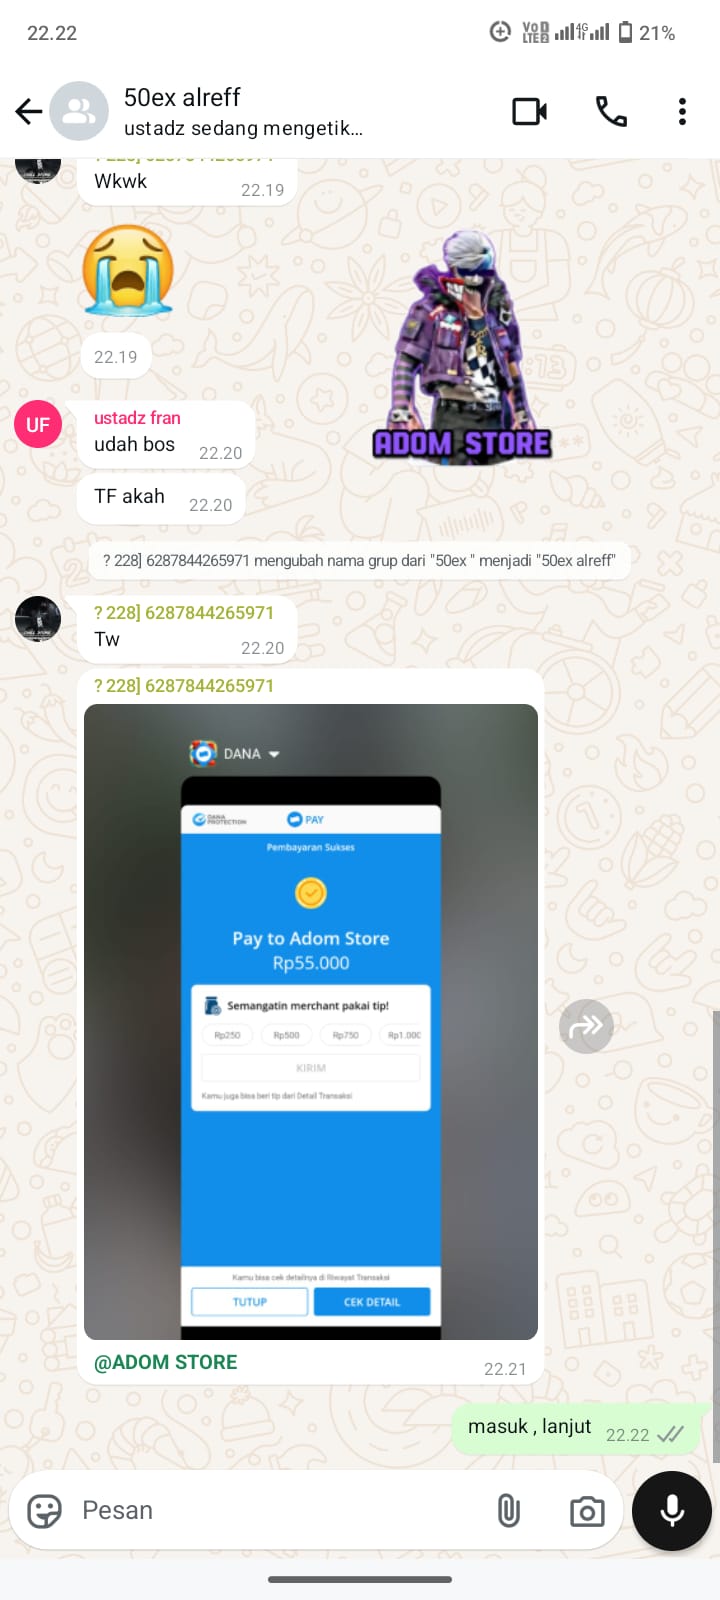 22.22
VoD
LTE2
4G
21%
50ex alreff
ustadz sedang mengetik...
? 228] 6287844265971
Wkwk
22.19
22.19
ADOM STORE
UF
ustadz fran
udah bos
22.20
TF akah
22.20
? 228] 6287844265971 mengubah nama grup dari "50ex " menjadi "50ex alreff"
? 228] 6287844265971
Tw
22.20
? 228] 6287844265971
DANA
DANA
PROTECTION
PAY
Pembayaran Sukses
Pay to Adom Store
Rp55.000
Semangatin merchant pakai tip!
Rp250
Rp500
Rp750
Rp1.000
KIRIM
Kamu juga bisa beri tip dari Detail Transaksi
Kamu bisa cek detailnya di Riwayat Transaksi
TUTUP
CEK DETAIL
@ADOM STORE
22.21
masuk , lanjut
22.22
Pesan